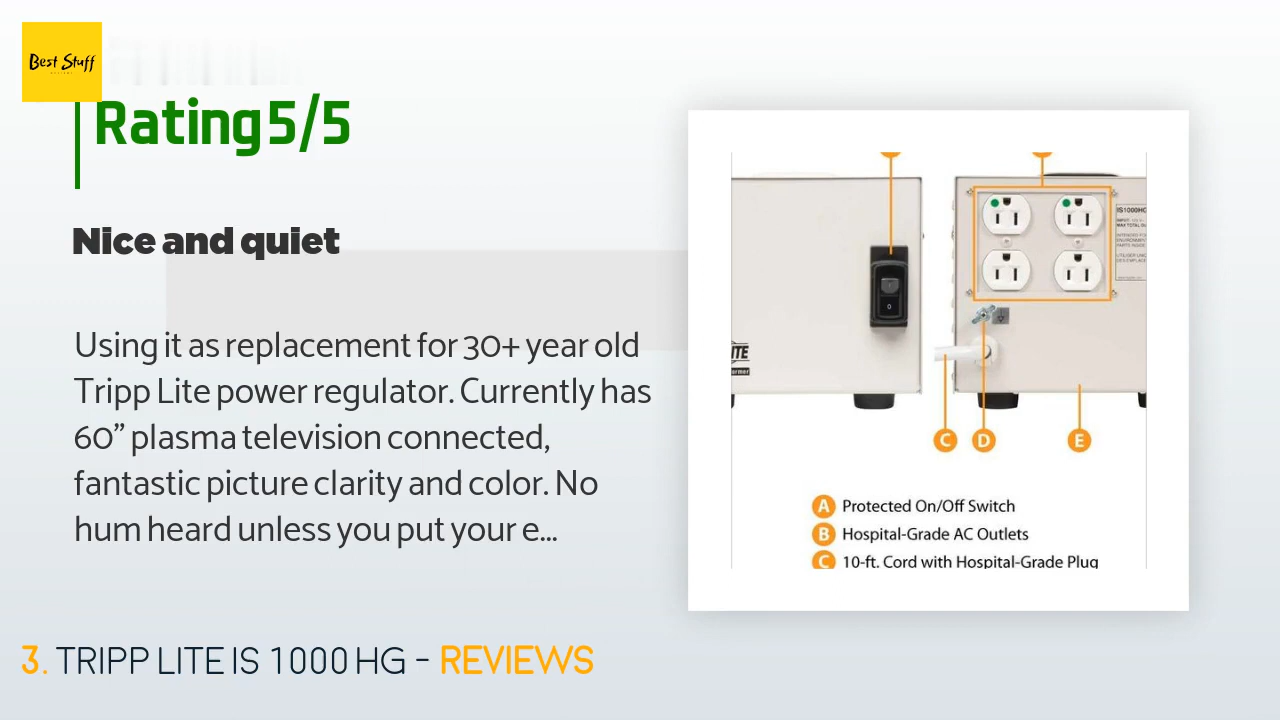 Best Stuff
Rating 5/5
Nice and quiet
Using it as replacement for 30+ year old
Tripp Lite power regulator. Currently has
60” plasma television connected,
fantastic picture clarity and color. No
hum heard unless you put your e...
IS1000HG
0
C D E
A Protected On/Off Switch
B Hospital-Grade AC Outlets
C 10-ft. Cord with Hospital-Grade Plug
3. TRIPP LITE IS 1000 HG - REVIEWS